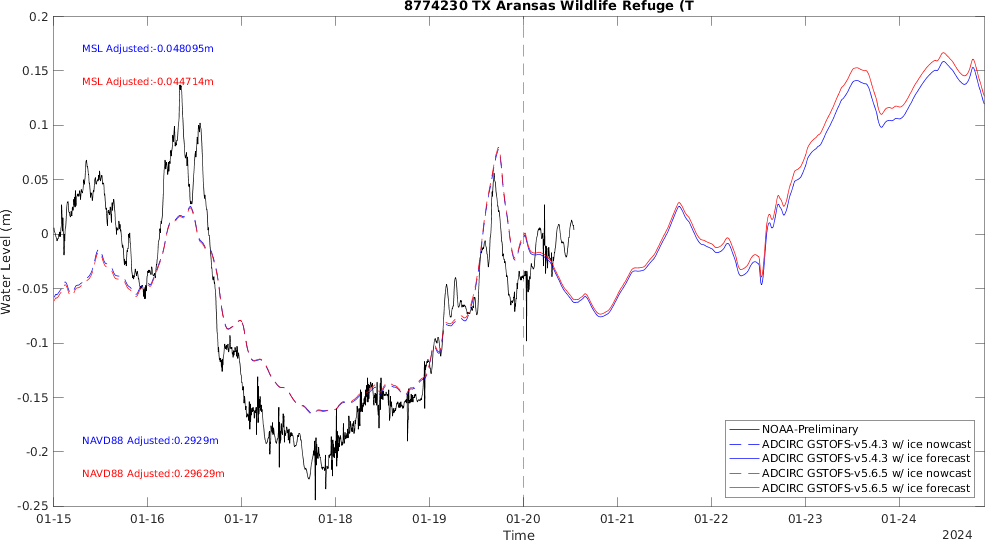 8774230 TX Aransas Wildlife Refuge (T
0.2
0.15
0.1
0.05
0
-0.05
-0.1
-0.15
-0.2
-0.25
Water Level (m)
MSL Adjusted:-0.048095m
MSL Adjusted:-0.044714m
NAVD88 Adjusted:0.2929m
NAVD88 Adjusted:0.29629m
NOAA-Preliminary
ADCIRC GSTOFS-v5.4.3 w/ ice nowcast
ADCIRC GSTOFS-v5.4.3 w/ ice forecast
ADCIRC GSTOFS-v5.6.5 w/ ice nowcast
ADCIRC GSTOFS-v5.6.5 w/ ice forecast
01-15 01-16 01-17 01-18 01-19 01-20 01-21 01-22 01-23 01-24
Time
2024